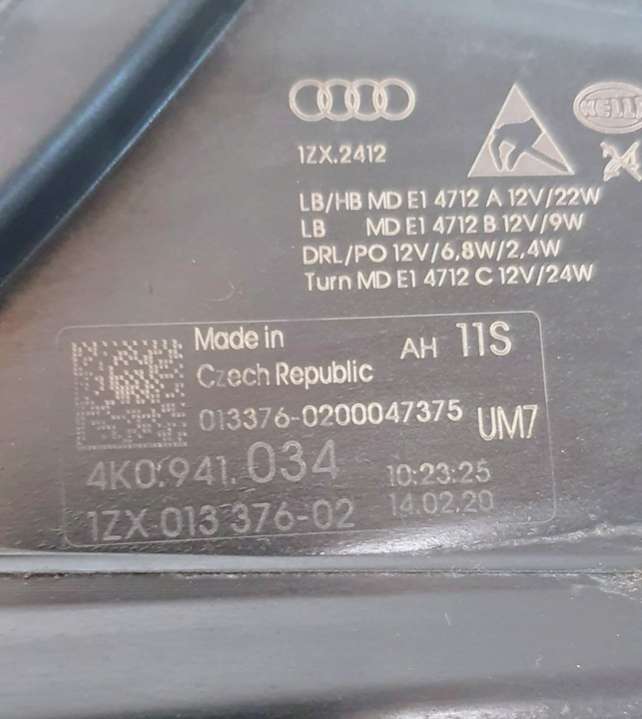 HELLA
1ZX.2412
LB/HB MD E1 4712 A 12V/22W
LB MD E1 4712 B 12V/9W
DRL/PO 12V/6,8W/2,4W
Turn MD E1 4712 C 12V/24W
Made in
Czech Republic
AH 11S
013376-0200047375
UM7
4K0.941.034
10:23:25
1ZX 013 376-02
14.02.20